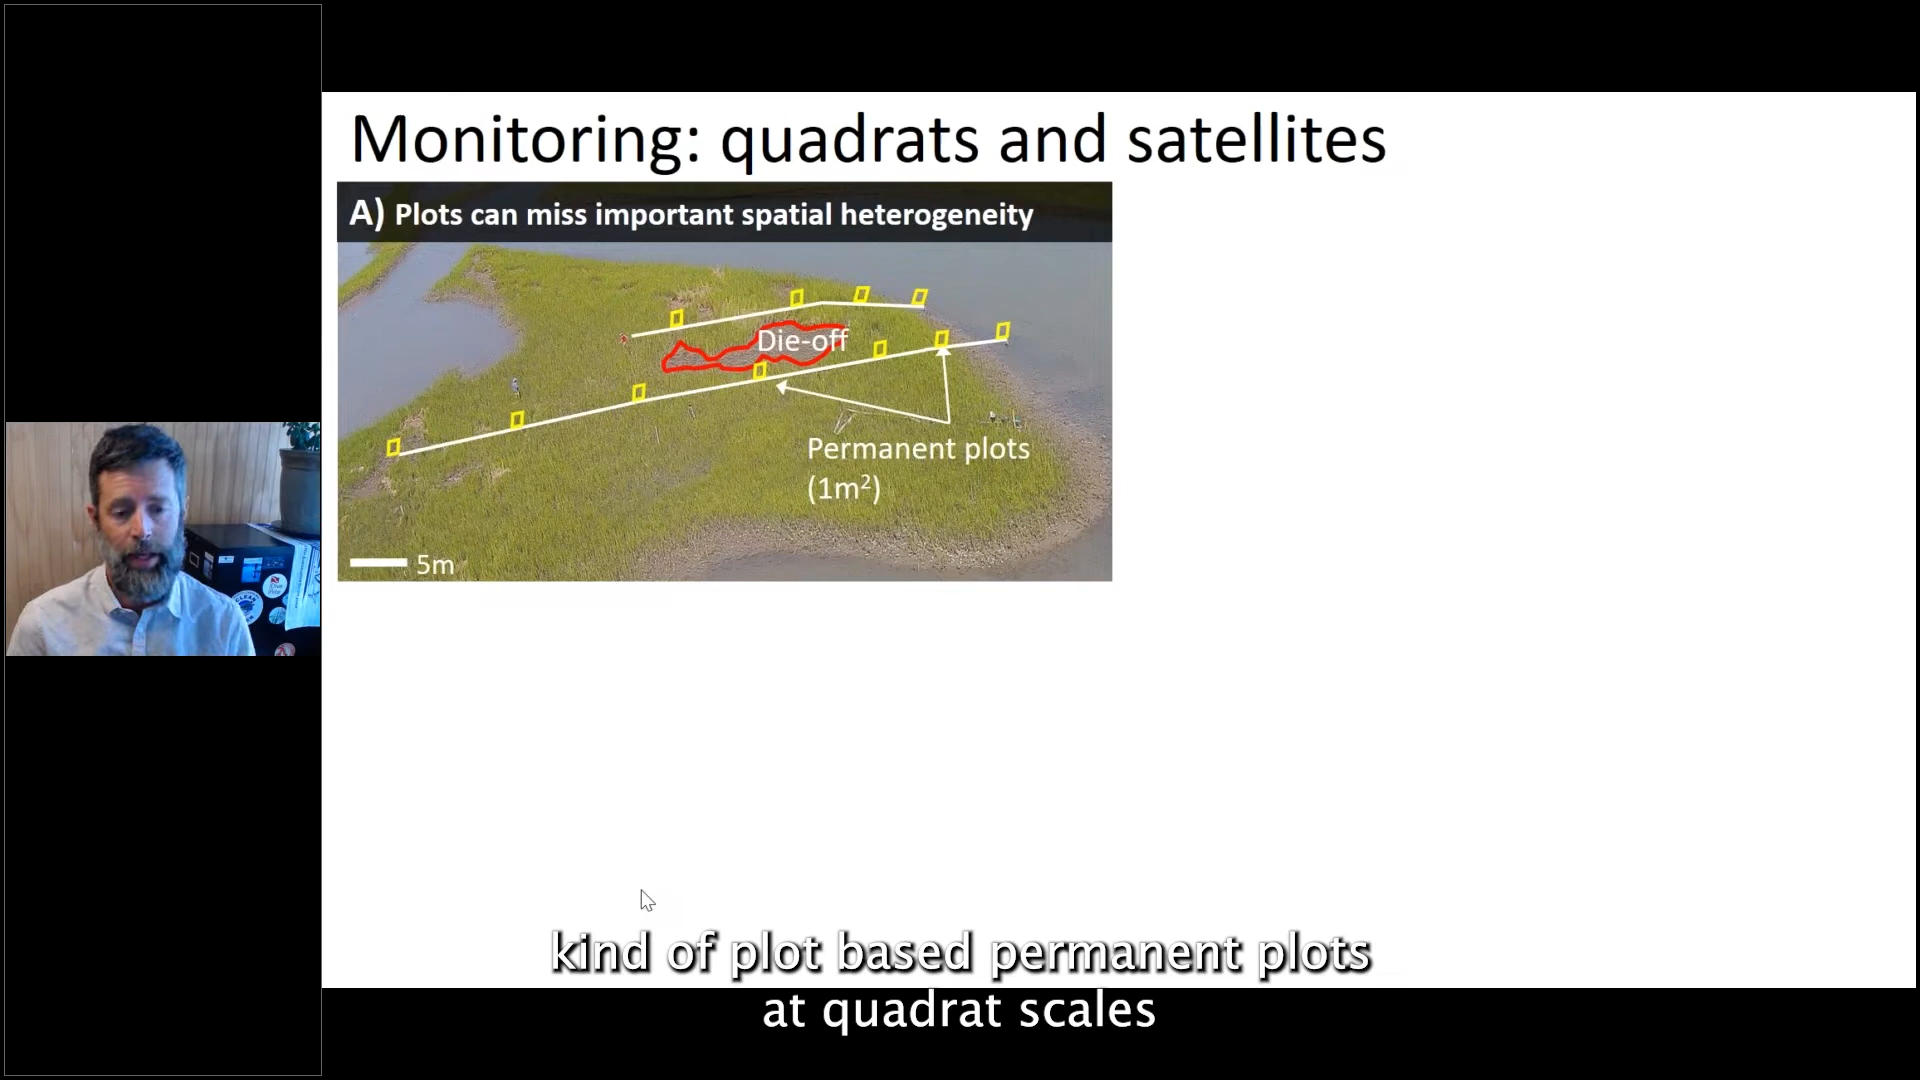 Monitoring: quadrats and satellites
A) Plots can miss important spatial heterogeneity
Die-off
Permanent plots
(1m²)
5m
kind of plot based permanent plots
at quadrat scales